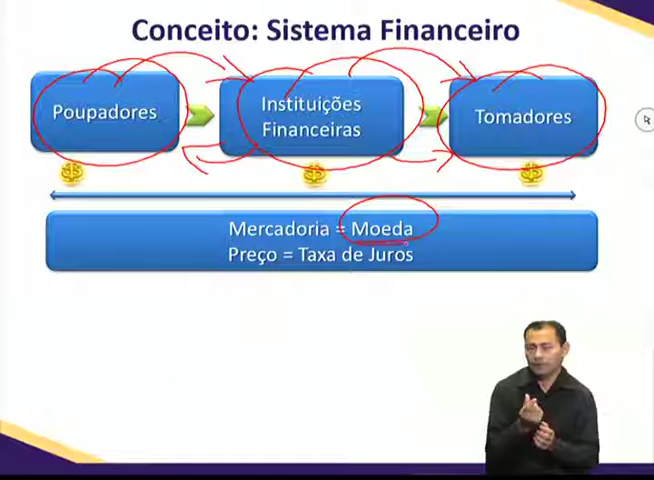 Conceito: Sistema Financeiro
Poupadores
Instituições
Financeiras
Tomadores
Mercadoria = Moeda
Preço = Taxa de Juros